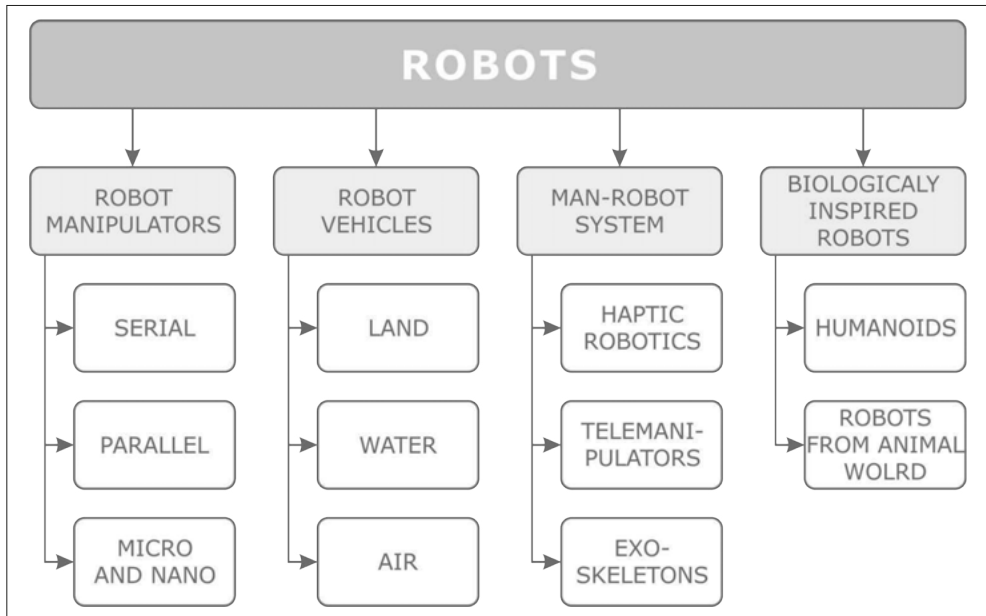 ROBOTS
ROBOT
MANIPULATORS
SERIAL
PARALLEL
MICRO
AND NANO
ROBOT
VEHICLES
LAND
WATER
AIR
MAN-ROBOT
SYSTEM
HAPTIC
ROBOTICS
TELEMANI-
PULATORS
EXO-
SKELETONS
BIOLOGICALY
INSPIRED
ROBOTS
HUMANOIDS
ROBOTS
FROM ANIMAL
WOLRD